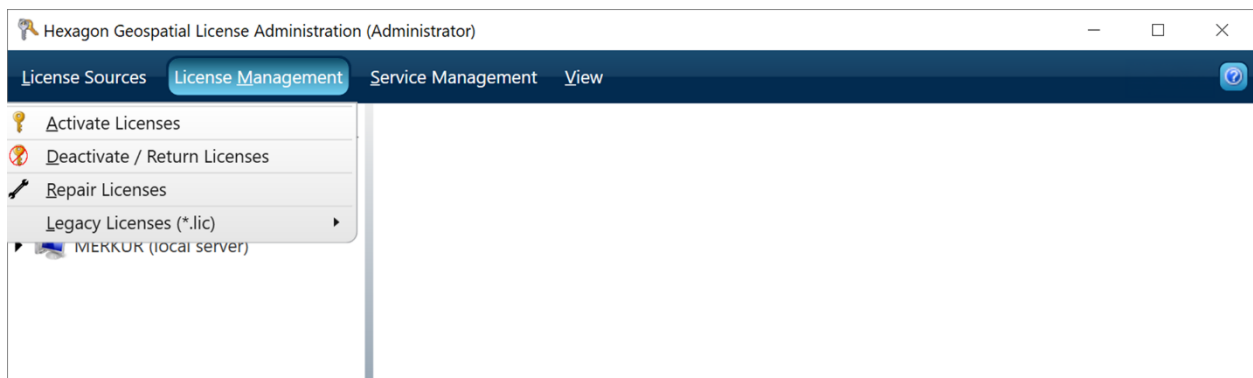 Hexagon Geospatial License Administration (Administrator)
License Sources License Management Service Management View
Activate Licenses
Deactivate / Return Licenses
Repair Licenses
Legacy Licenses (*.lic)
MERKUR (local server)